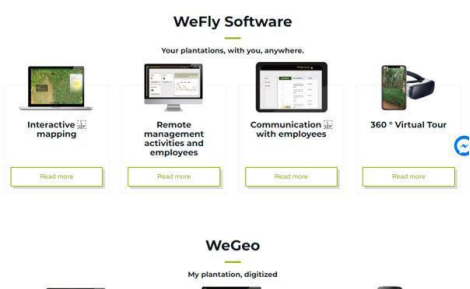 WeFly Software
Your plantations, with you, anywhere.
Interactive
mapping
Remote
management
activities and
employees
Communication
with employees
360 ° Virtual Tour
Read more
Read more
Read more
Read more
WeGeo
My plantation, digitized